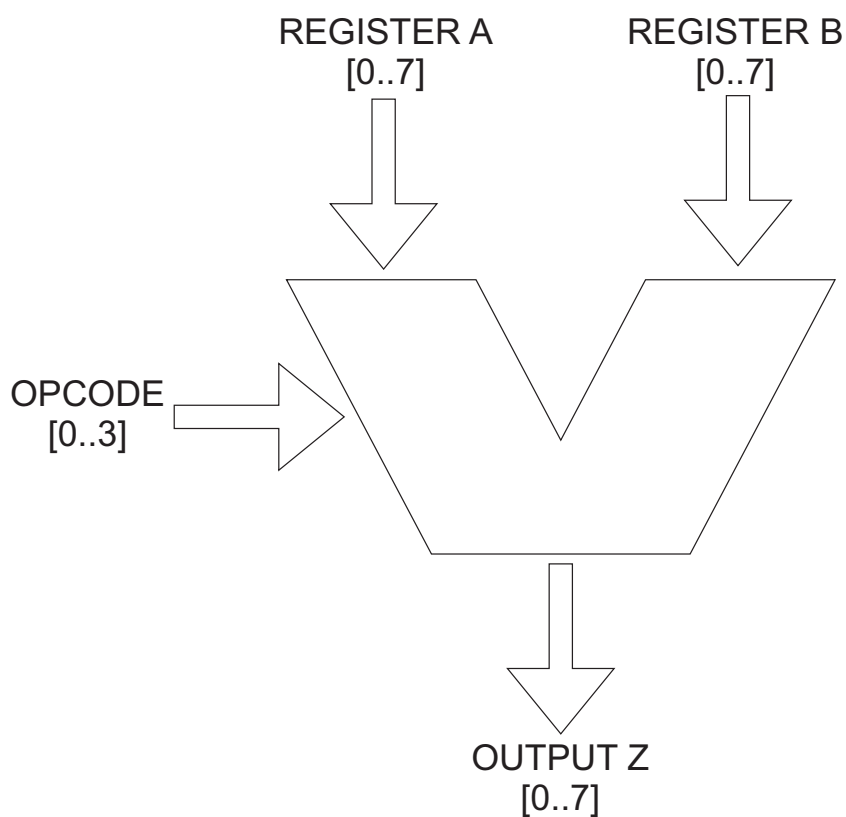 REGISTER A
[0..7]
REGISTER B
[0..7]
OPCODE
[0..3]
OUTPUT Z
[0..7]